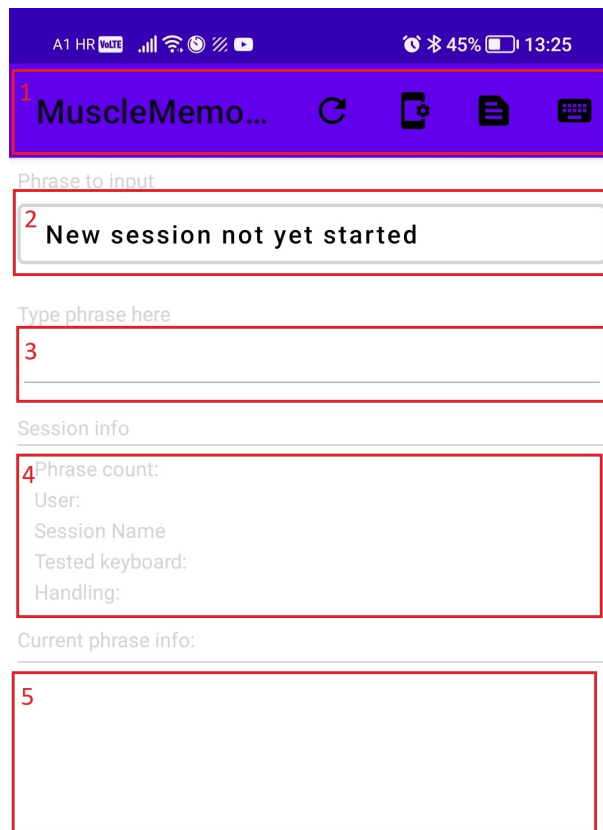 A1 HR VoLTE 45% 13:25
1 MuscleMemo...
Phrase to input
2 New session not yet started
Type phrase here
3
Session info
4 Phrase count:
User:
Session Name
Tested keyboard:
Handling:
Current phrase info:
5